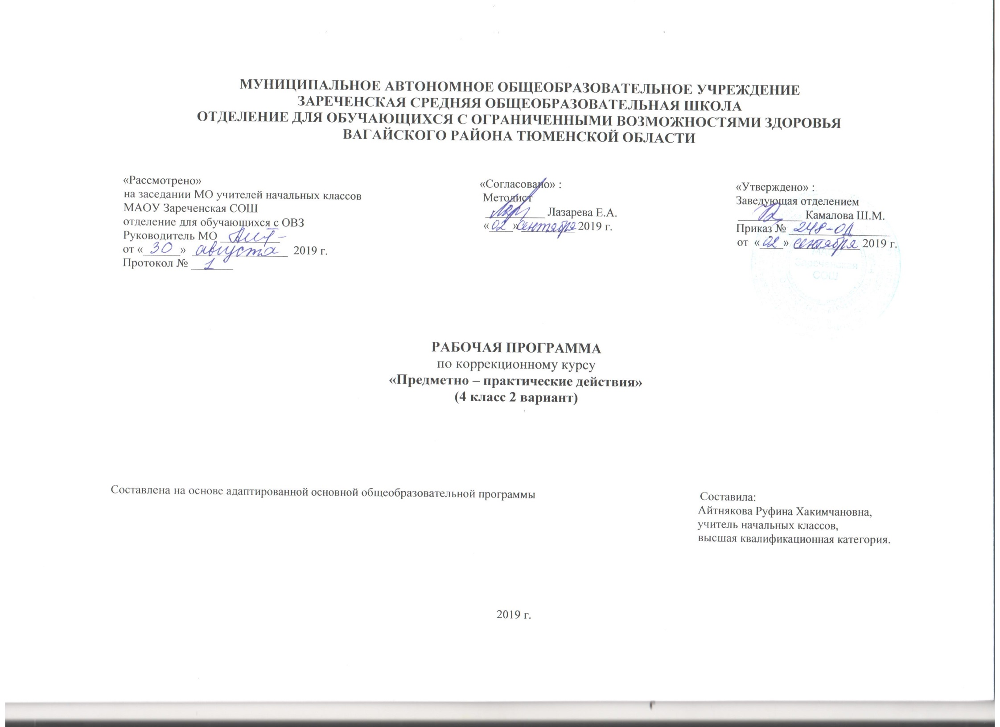 МУНИЦИПАЛЬНОЕ АВТОНОМНОЕ ОБЩЕОБРАЗОВАТЕЛЬНОЕ УЧРЕЖДЕНИЕ
ЗАРЕЧЕНСКАЯ СРЕДНЯЯ ОБЩЕОБРАЗОВАТЕЛЬНАЯ ШКОЛА
ОТДЕЛЕНИЕ ДЛЯ ОБУЧАЮЩИХСЯ С ОГРАНИЧЕННЫМИ ВОЗМОЖНОСТЯМИ ЗДОРОВЬЯ
ВАГАЙСКОГО РАЙОНА ТЮМЕНСКОЙ ОБЛАСТИ
«Рассмотрено»
на заседании МО учителей начальных классов
МАОУ Зареченская СОШ
отделение для обучающихся с ОВЗ
Руководитель МО
от «30» августа 2019 г.
Протокол № 1
«Согласовано» :
Методист
Лазарева Е.А.
«02» сентября 2019 г.
«Утверждено» :
Заведующая отделением
Камалова Ш.М.
Приказ № 248-ОД
от «02» сентября 2019 г.
МАОУ
Зареченская
СОШ
РАБОЧАЯ ПРОГРАММА
по коррекционному курсу
«Предметно – практические действия»
(4 класс 2 вариант)
Составлена на основе адаптированной основной общеобразовательной программы
Составила:
Айтнякова Руфина Хакимчановна,
учитель начальных классов,
высшая квалификационная категория.
2019 г.